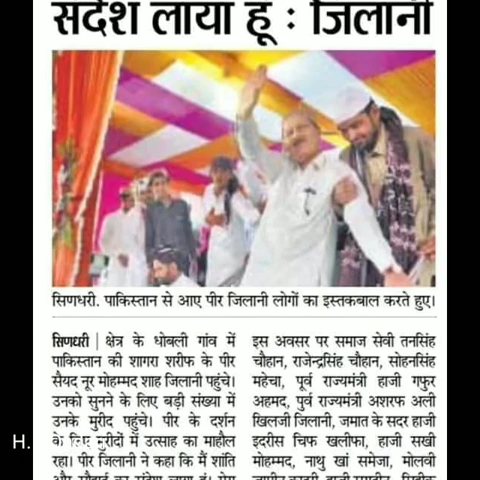 संदेश लाया हूं : जिलानी
सिणधरी. पाकिस्तान से आए पीर जिलानी लोगों का इस्तकबाल करते हुए।
सिणधरी | क्षेत्र के धोबली गांव में
पाकिस्तान की शागरा शरीफ के पीर
सैयद नूर मोहम्मद शाह जिलानी पहुंचे।
उनको सुनने के लिए बड़ी संख्या में
उनके मुरीद पहुंचे। पीर के दर्शन
के लिए मुरीदों में उत्साह का माहौल
रहा। पीर जिलानी ने कहा कि मैं शांति
और सौहार्द का संदेश लाया हूं।
इस अवसर पर समाज सेवी तनसिंह
चौहान, राजेन्द्रसिंह चौहान, सोहनसिंह
महेचा, पूर्व राज्यमंत्री हाजी गफुर
अहमद, पुर्व राज्यमंत्री अशरफ अली
खिलजी जिलानी, जमात के सदर हाजी
इदरीस चिफ खलीफा, हाजी सखी
मोहम्मद, नाथु खां समेजा, मोलवी
H.